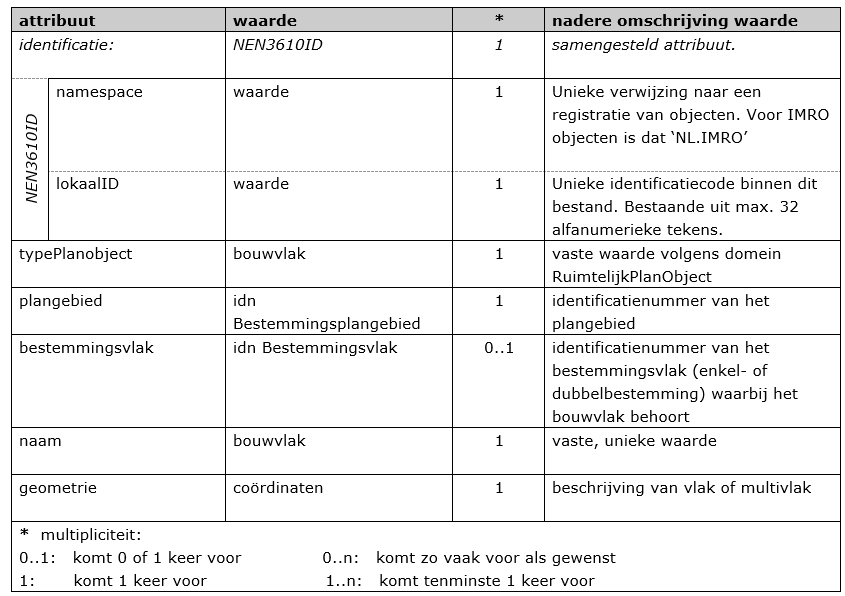 attribuut waarde * nadere omschrijving waarde
identificatie: NEN3610ID 1 samengesteld attribuut.
NEN3610ID
namespace waarde 1 Unieke verwijzing naar een
registratie van objecten. Voor IMRO
objecten is dat ‘NL.IMRO’
lokaalID waarde 1 Unieke identificatiecode binnen dit
bestand. Bestaande uit max. 32
alfanumerieke tekens.
typePlanobject bouwvlak 1 vaste waarde volgens domein
RuimtelijkPlanObject
plangebied idn 1 identificatienummer van het
Bestemmingsplangebied plangebied
bestemmingsvlak idn Bestemmingsvlak 0..1 identificatienummer van het
bestemmingsvlak (enkel- of
dubbelbestemming) waarbij het
bouwvlak behoort
naam bouwvlak 1 vaste, unieke waarde
geometrie coördinaten 1 beschrijving van vlak of multivlak
* multipliciteit:
0..1: komt 0 of 1 keer voor 0..n: komt zo vaak voor als gewenst
1: komt 1 keer voor 1..n: komt tenminste 1 keer voor